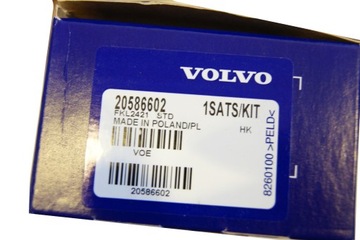 VOLVO
20586602 1SATS/KIT
FKL2421 STD
MADE IN POLAND/PL HK
VOE
20586602
8260100 >PELD<